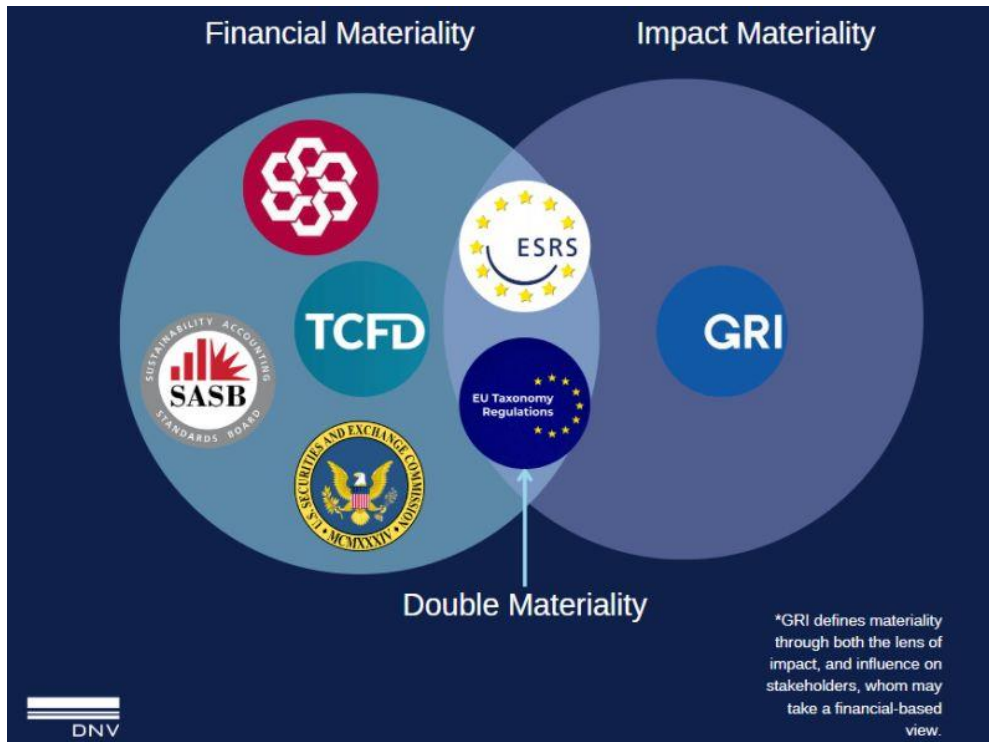 Financial Materiality
Impact Materiality
ESRS
TCFD
GRI
SUSTAINABILITY ACCOUNTING
SASB
STANDARDS BOARD
EU Taxonomy
Regulations
U.S. SECURITIES AND EXCHANGE COMMISSION
MCMXXXIV
Double Materiality
*GRI defines materiality
through both the lens of
impact, and influence on
stakeholders, whom may
take a financial-based
view.
DNV